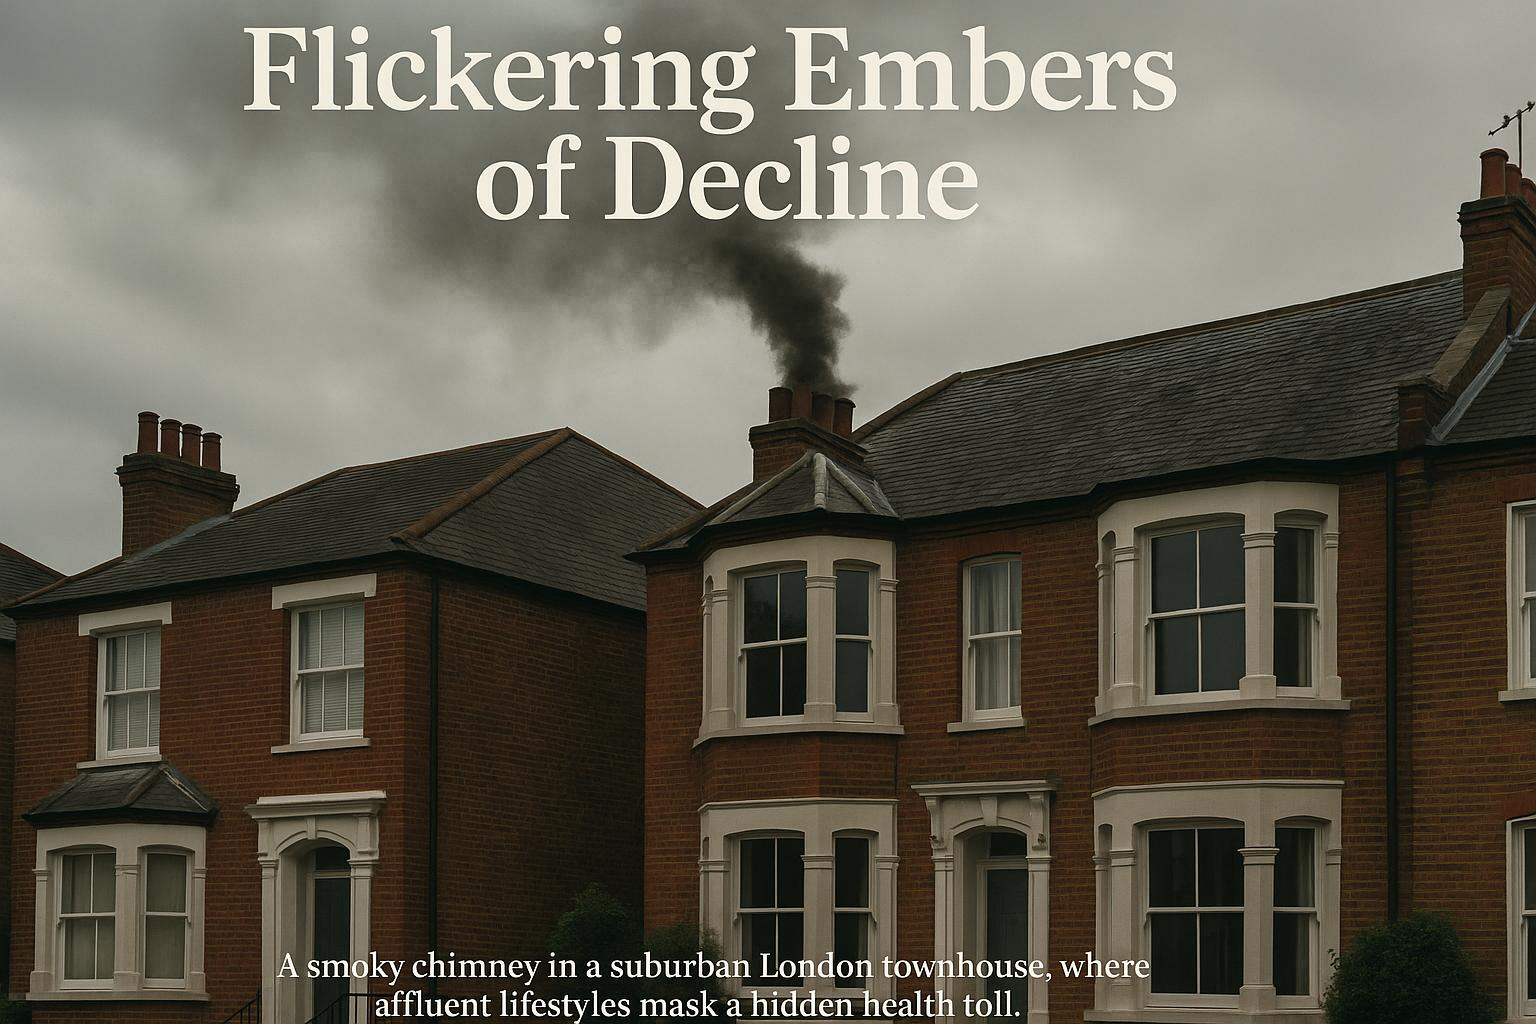 Flickering Embers
of Decline
A smoky chimney in a suburban London townhouse, where
affluent lifestyles mask a hidden health toll.